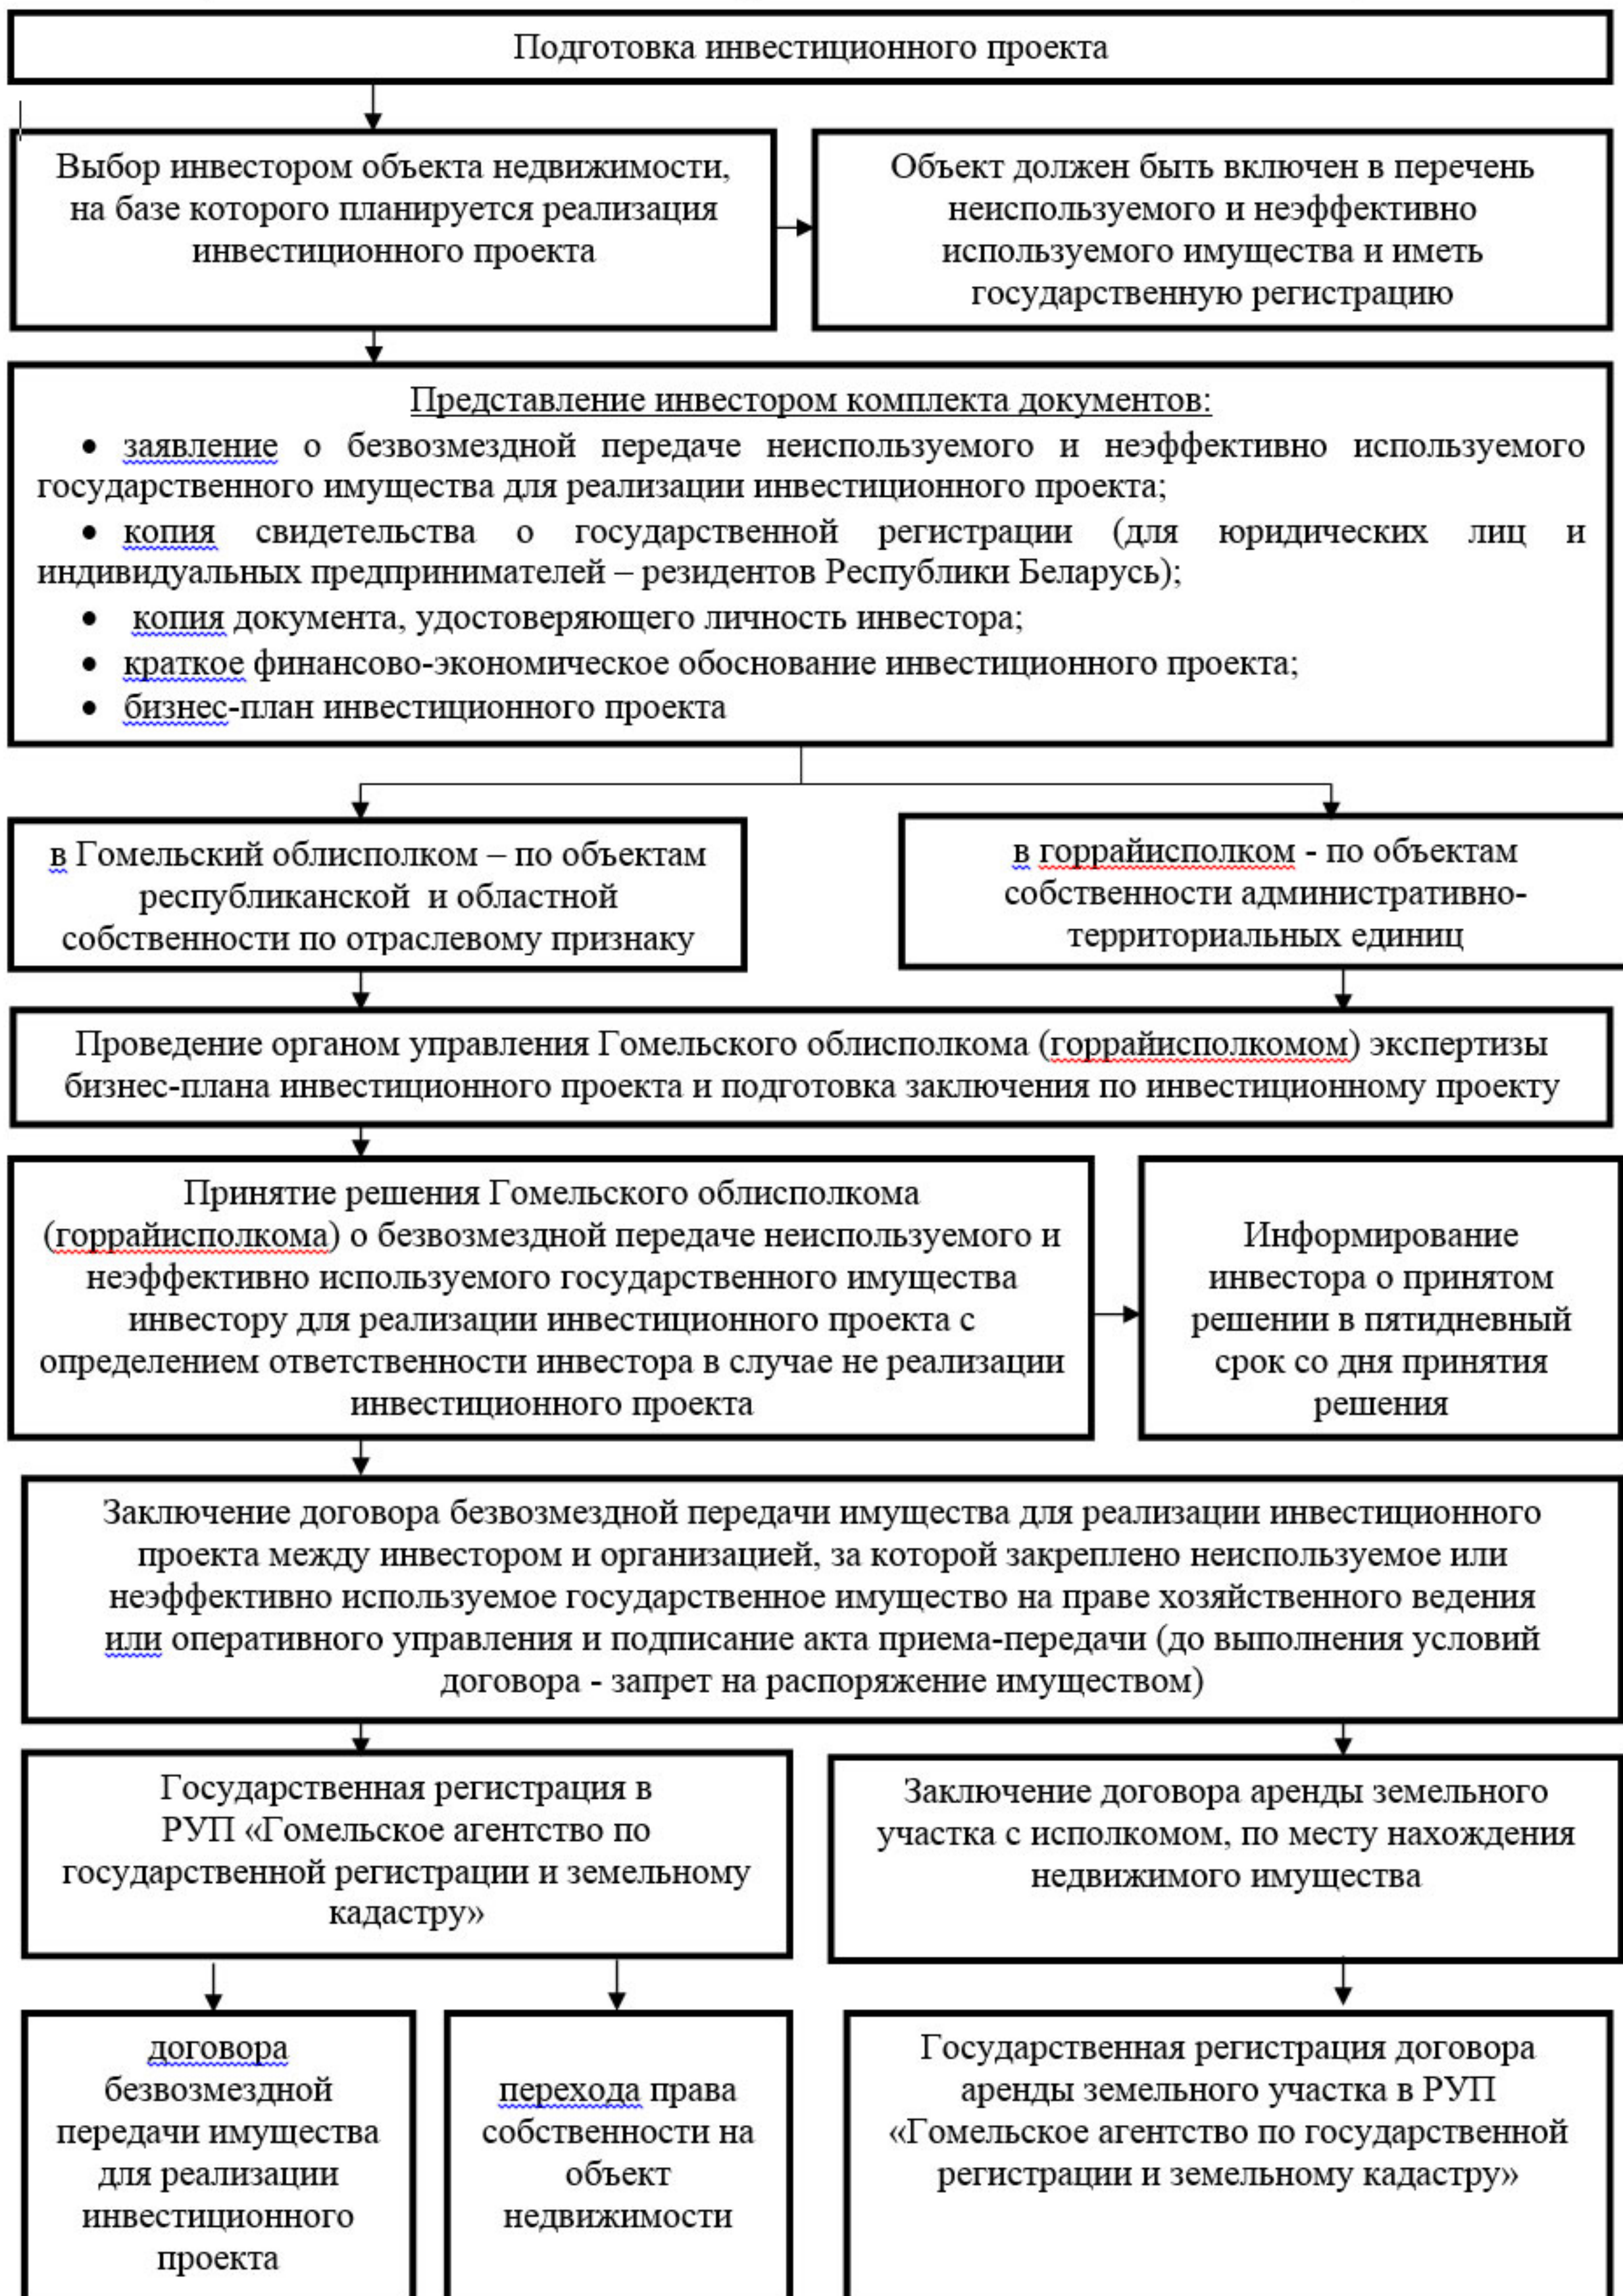 Подготовка инвестиционного проекта
Выбор инвестором объекта недвижимости,
на базе которого планируется реализация
инвестиционного проекта
Объект должен быть включен в перечень
неиспользуемого и неэффективно
используемого имущества и иметь
государственную регистрацию
Представление инвестором комплекта документов:
• заявление о безвозмездной передаче неиспользуемого и неэффективно используемого
государственного имущества для реализации инвестиционного проекта;
• копия свидетельства о государственной регистрации (для юридических лиц и
индивидуальных предпринимателей – резидентов Республики Беларусь);
• копия документа, удостоверяющего личность инвестора;
• краткое финансово-экономическое обоснование инвестиционного проекта;
• бизнес-план инвестиционного проекта
в Гомельский облисполком – по объектам
республиканской и областной
собственности по отраслевому признаку
в горрайисполком - по объектам
собственности административно-
территориальных единиц
Проведение органом управления Гомельского облисполкома (горрайисполкомом) экспертизы
бизнес-плана инвестиционного проекта и подготовка заключения по инвестиционному проекту
Принятие решения Гомельского облисполкома
(горрайисполкома) о безвозмездной передаче неиспользуемого и
неэффективно используемого государственного имущества
инвестору для реализации инвестиционного проекта с
определением ответственности инвестора в случае не реализации
инвестиционного проекта
Информирование
инвестора о принятом
решении в пятидневный
срок со дня принятия
решения
Заключение договора безвозмездной передачи имущества для реализации инвестиционного
проекта между инвестором и организацией, за которой закреплено неиспользуемое или
неэффективно используемое государственное имущество на праве хозяйственного ведения
или оперативного управления и подписание акта приема-передачи (до выполнения условий
договора - запрет на распоряжение имуществом)
Государственная регистрация в
РУП «Гомельское агентство по
государственной регистрации и земельному
кадастру»
Заключение договора аренды земельного
участка с исполкомом, по месту нахождения
недвижимого имущества
договора
безвозмездной
передачи имущества
для реализации
инвестиционного
проекта
перехода права
собственности на
объект
недвижимости
Государственная регистрация договора
аренды земельного участка в РУП
«Гомельское агентство по государственной
регистрации и земельному кадастру»